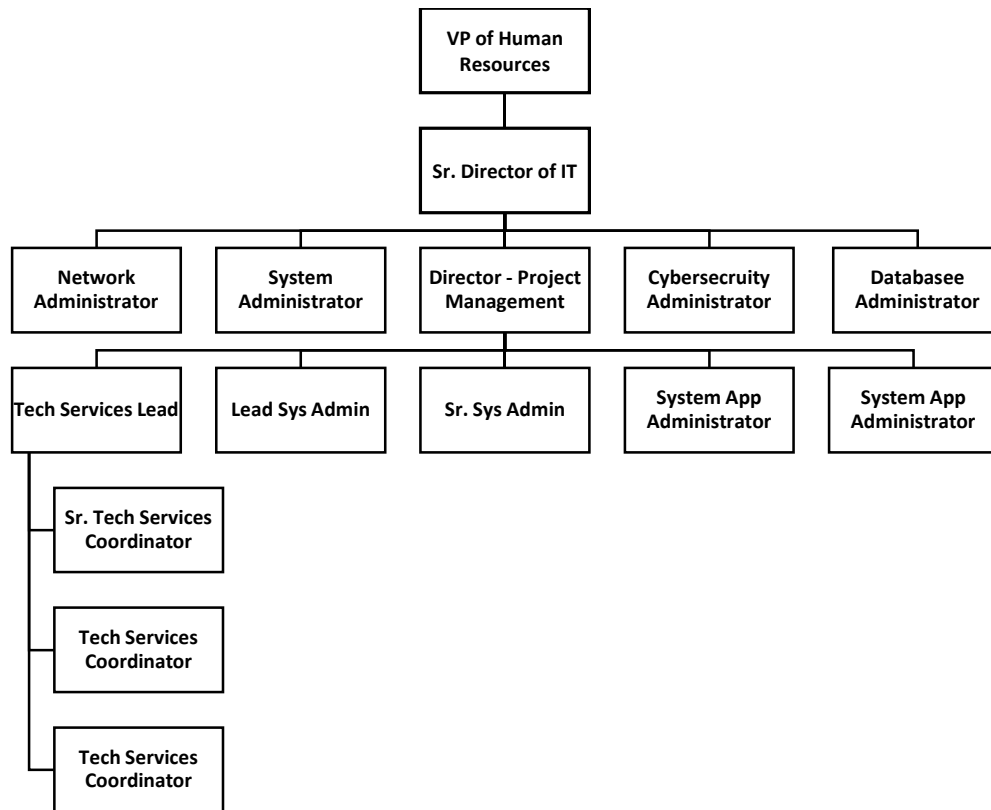 VP of Human
Resources
Sr. Director of IT
Network
Administrator
System
Administrator
Director - Project
Management
Cybersecruity
Administrator
Databasee
Administrator
Tech Services Lead
Lead Sys Admin
Sr. Sys Admin
System App
Administrator
System App
Administrator
Sr. Tech Services
Coordinator
Tech Services
Coordinator
Tech Services
Coordinator